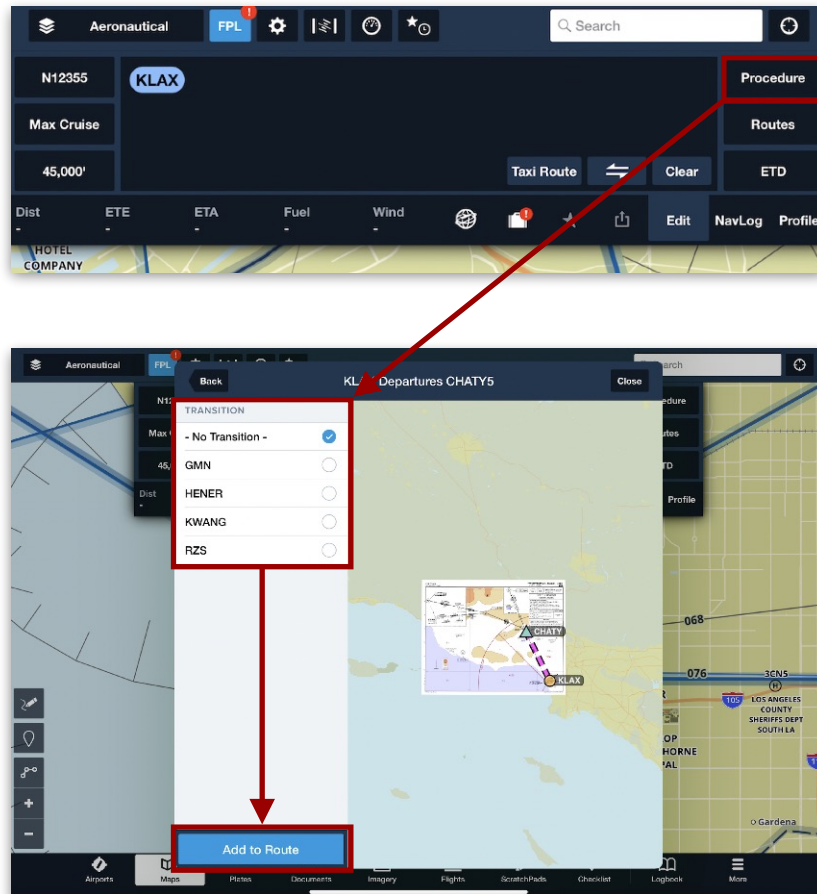 Aeronautical FPL Search
N12355 KLAX Procedure
Max Cruise Routes
45,000' Taxi Route Clear ETD
Dist ETE ETA Fuel Wind Edit NavLog Profile
- - - - -
HOTEL
COMPANY
Aeronautical FPL
Back Departures CHATY5 Close
TRANSITION
- No Transition -
GMN
HENER
KWANG
RZS
Dist
-
Profile
CHATY
KLAX
068
076 3CN5
H
105 LOS ANGELES
COUNTY
SHERIFFS DEPT
SOUTH LA
Gardena
Add to Route
Airports Maps Plates Documents Imagery Flights ScratchPads Checklist Logbook More